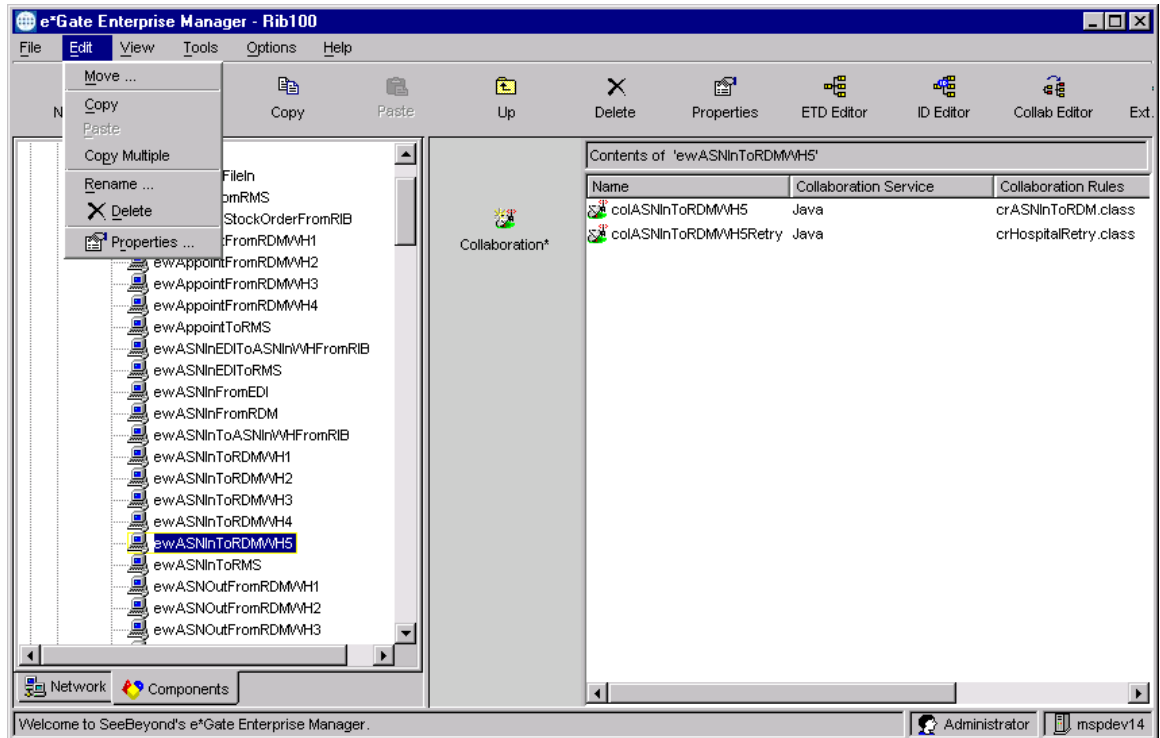 e*Gate Enterprise Manager - Rib100
File Edit View Tools Options Help
Move ...
Copy
Paste
Copy Multiple
Rename ...
Delete
Properties ...
N
Copy
Paste
Up
Delete
Properties
ETD Editor
ID Editor
Collab Editor
Ext.
FileIn
omRMS
StockOrderFromRIB
tFromRDMWH1
ewAppointFromRDMWH2
ewAppointFromRDMWH3
ewAppointFromRDMWH4
ewAppointToRMS
ewASNInEDIToASNInWHFromRIB
ewASNInEDIToRMS
ewASNInFromEDI
ewASNInFromRDM
ewASNInToASNInWHFromRIB
ewASNInToRDMWH1
ewASNInToRDMWH2
ewASNInToRDMWH3
ewASNInToRDMWH4
ewASNInToRDMWH5
ewASNInToRMS
ewASNOutFromRDMWH1
ewASNOutFromRDMWH2
ewASNOutFromRDMWH3
Network
Components
Collaboration*
Contents of 'ewASNInToRDMWH5'
Name Collaboration Service Collaboration Rules
colASNInToRDMWH5 Java crASNInToRDM.class
colASNInToRDMWH5Retry Java crHospitalRetry.class
Welcome to SeeBeyond's e*Gate Enterprise Manager.
Administrator
mspdev14